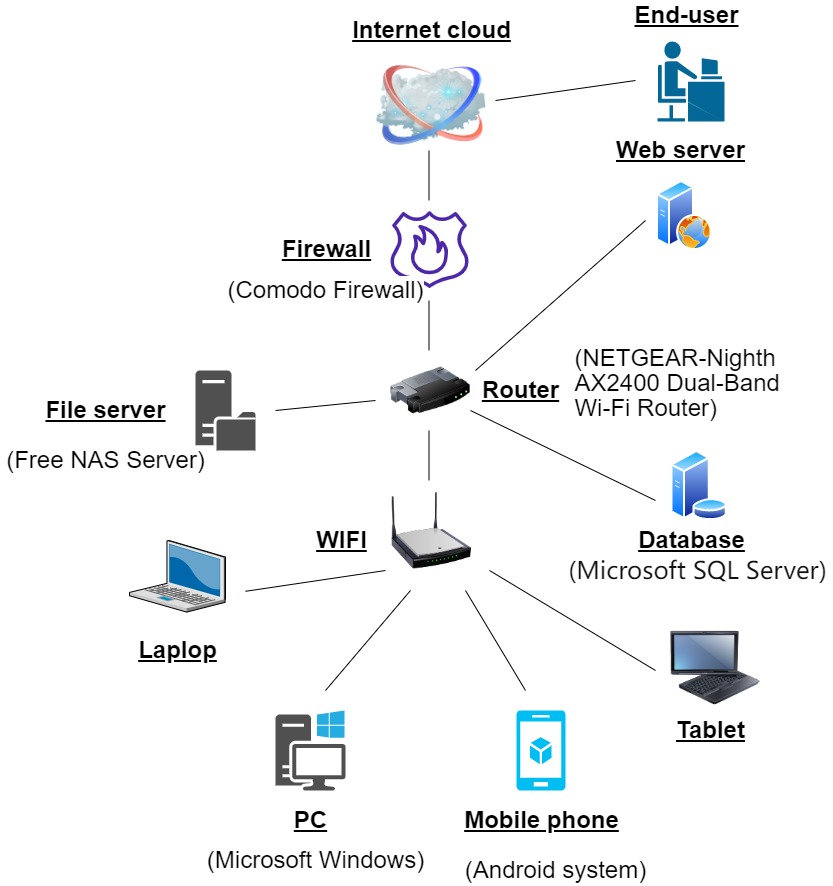 End-user
Internet cloud
Web server
Firewall
(Comodo Firewall)
Router
(NETGEAR-Nighth
AX2400 Dual-Band
Wi-Fi Router)
File server
(Free NAS Server)
WIFI
Database
(Microsoft SQL Server)
Laplop
Tablet
PC
(Microsoft Windows)
Mobile phone
(Android system)